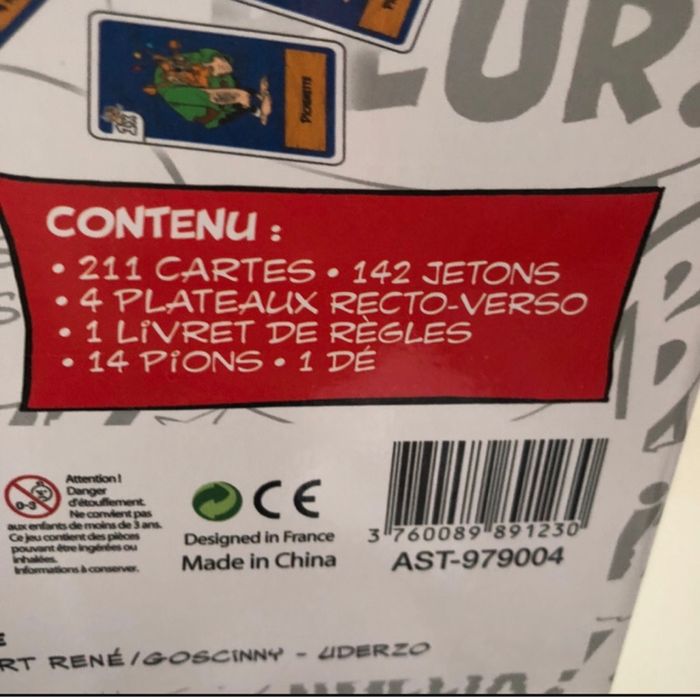 PIQUETTE
EUR
CONTENU :
• 211 CARTES • 142 JETONS
• 4 PLATEAUX RECTO-VERSO
• 1 LIVRET DE RÈGLES
• 14 PIONS • 1 DÉ
0-3
Attention !
Danger
d'étouffement.
Ne convient pas
aux enfants de moins de 3 ans.
Ce jeu contient des pièces
pouvant être ingérées ou
inhalées.
Informations à conserver.
CE
Designed in France
Made in China
3 760089 891230
AST-979004
RT RENÉ / GOSCINNY - UDERZO